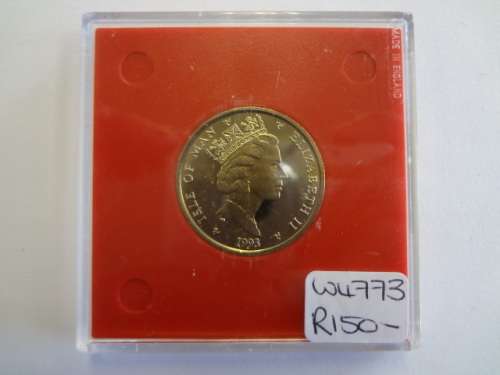 MADE IN ENGLAND
ISLE OF MAN
ELIZABETH II
1993
W4773
R150-